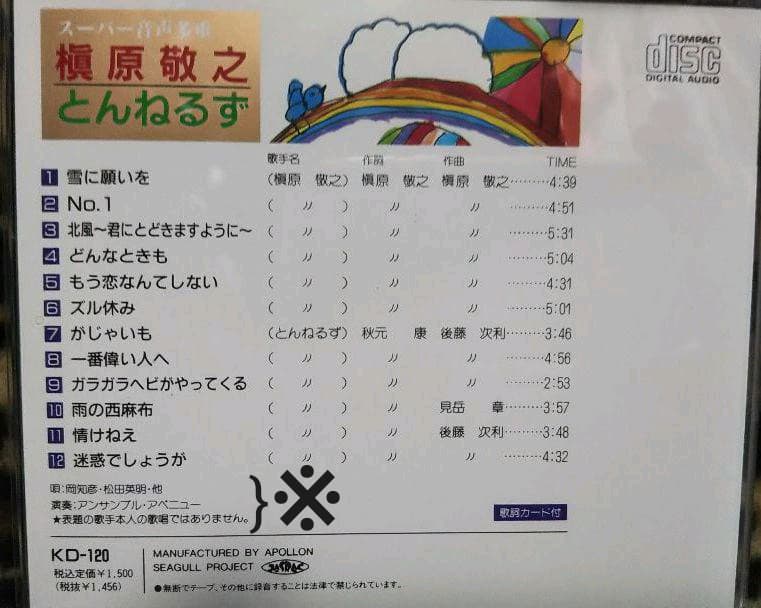 スーパー音声多重
槇原敬之
とんねるず
COMPACT
disc
DIGITAL AUDIO
歌手名 作詞 作曲 TIME
1 雪に願いを (槇原 敬之) 槇原 敬之 槇原 敬之………4:39
2 No.1 ( 〃 ) 〃 〃 ………4:51
3 北風〜君にとどきますように〜 ( 〃 ) 〃 〃 ………5:31
4 どんなときも ( 〃 ) 〃 〃 ………5:04
5 もう恋なんてしない ( 〃 ) 〃 〃 ………4:31
6 ズル休み ( 〃 ) 〃 〃 ………5:01
7 がじゃいも (とんねるず) 秋元 康 後藤 次利………3:46
8 一番偉い人へ ( 〃 ) 〃 〃 ………4:56
9 ガラガラヘビがやってくる ( 〃 ) 〃 〃 ………2:53
10 雨の西麻布 ( 〃 ) 〃 見岳 章………3:57
11 情けねえ ( 〃 ) 〃 後藤 次利………3:48
12 迷惑でしょうが ( 〃 ) 〃 〃 ………4:32
唄:岡知彦・松田英明・他
演奏:アンサンブル・アベニュー
★表題の歌手本人の歌唱ではありません。
}※
歌詞カード付
KD-120
税込定価¥1,500
(税抜¥1,456)
MANUFACTURED BY APOLLON
SEAGULL PROJECT JASRAC
●無断でテープ、その他に録音することは法律で禁じられています。